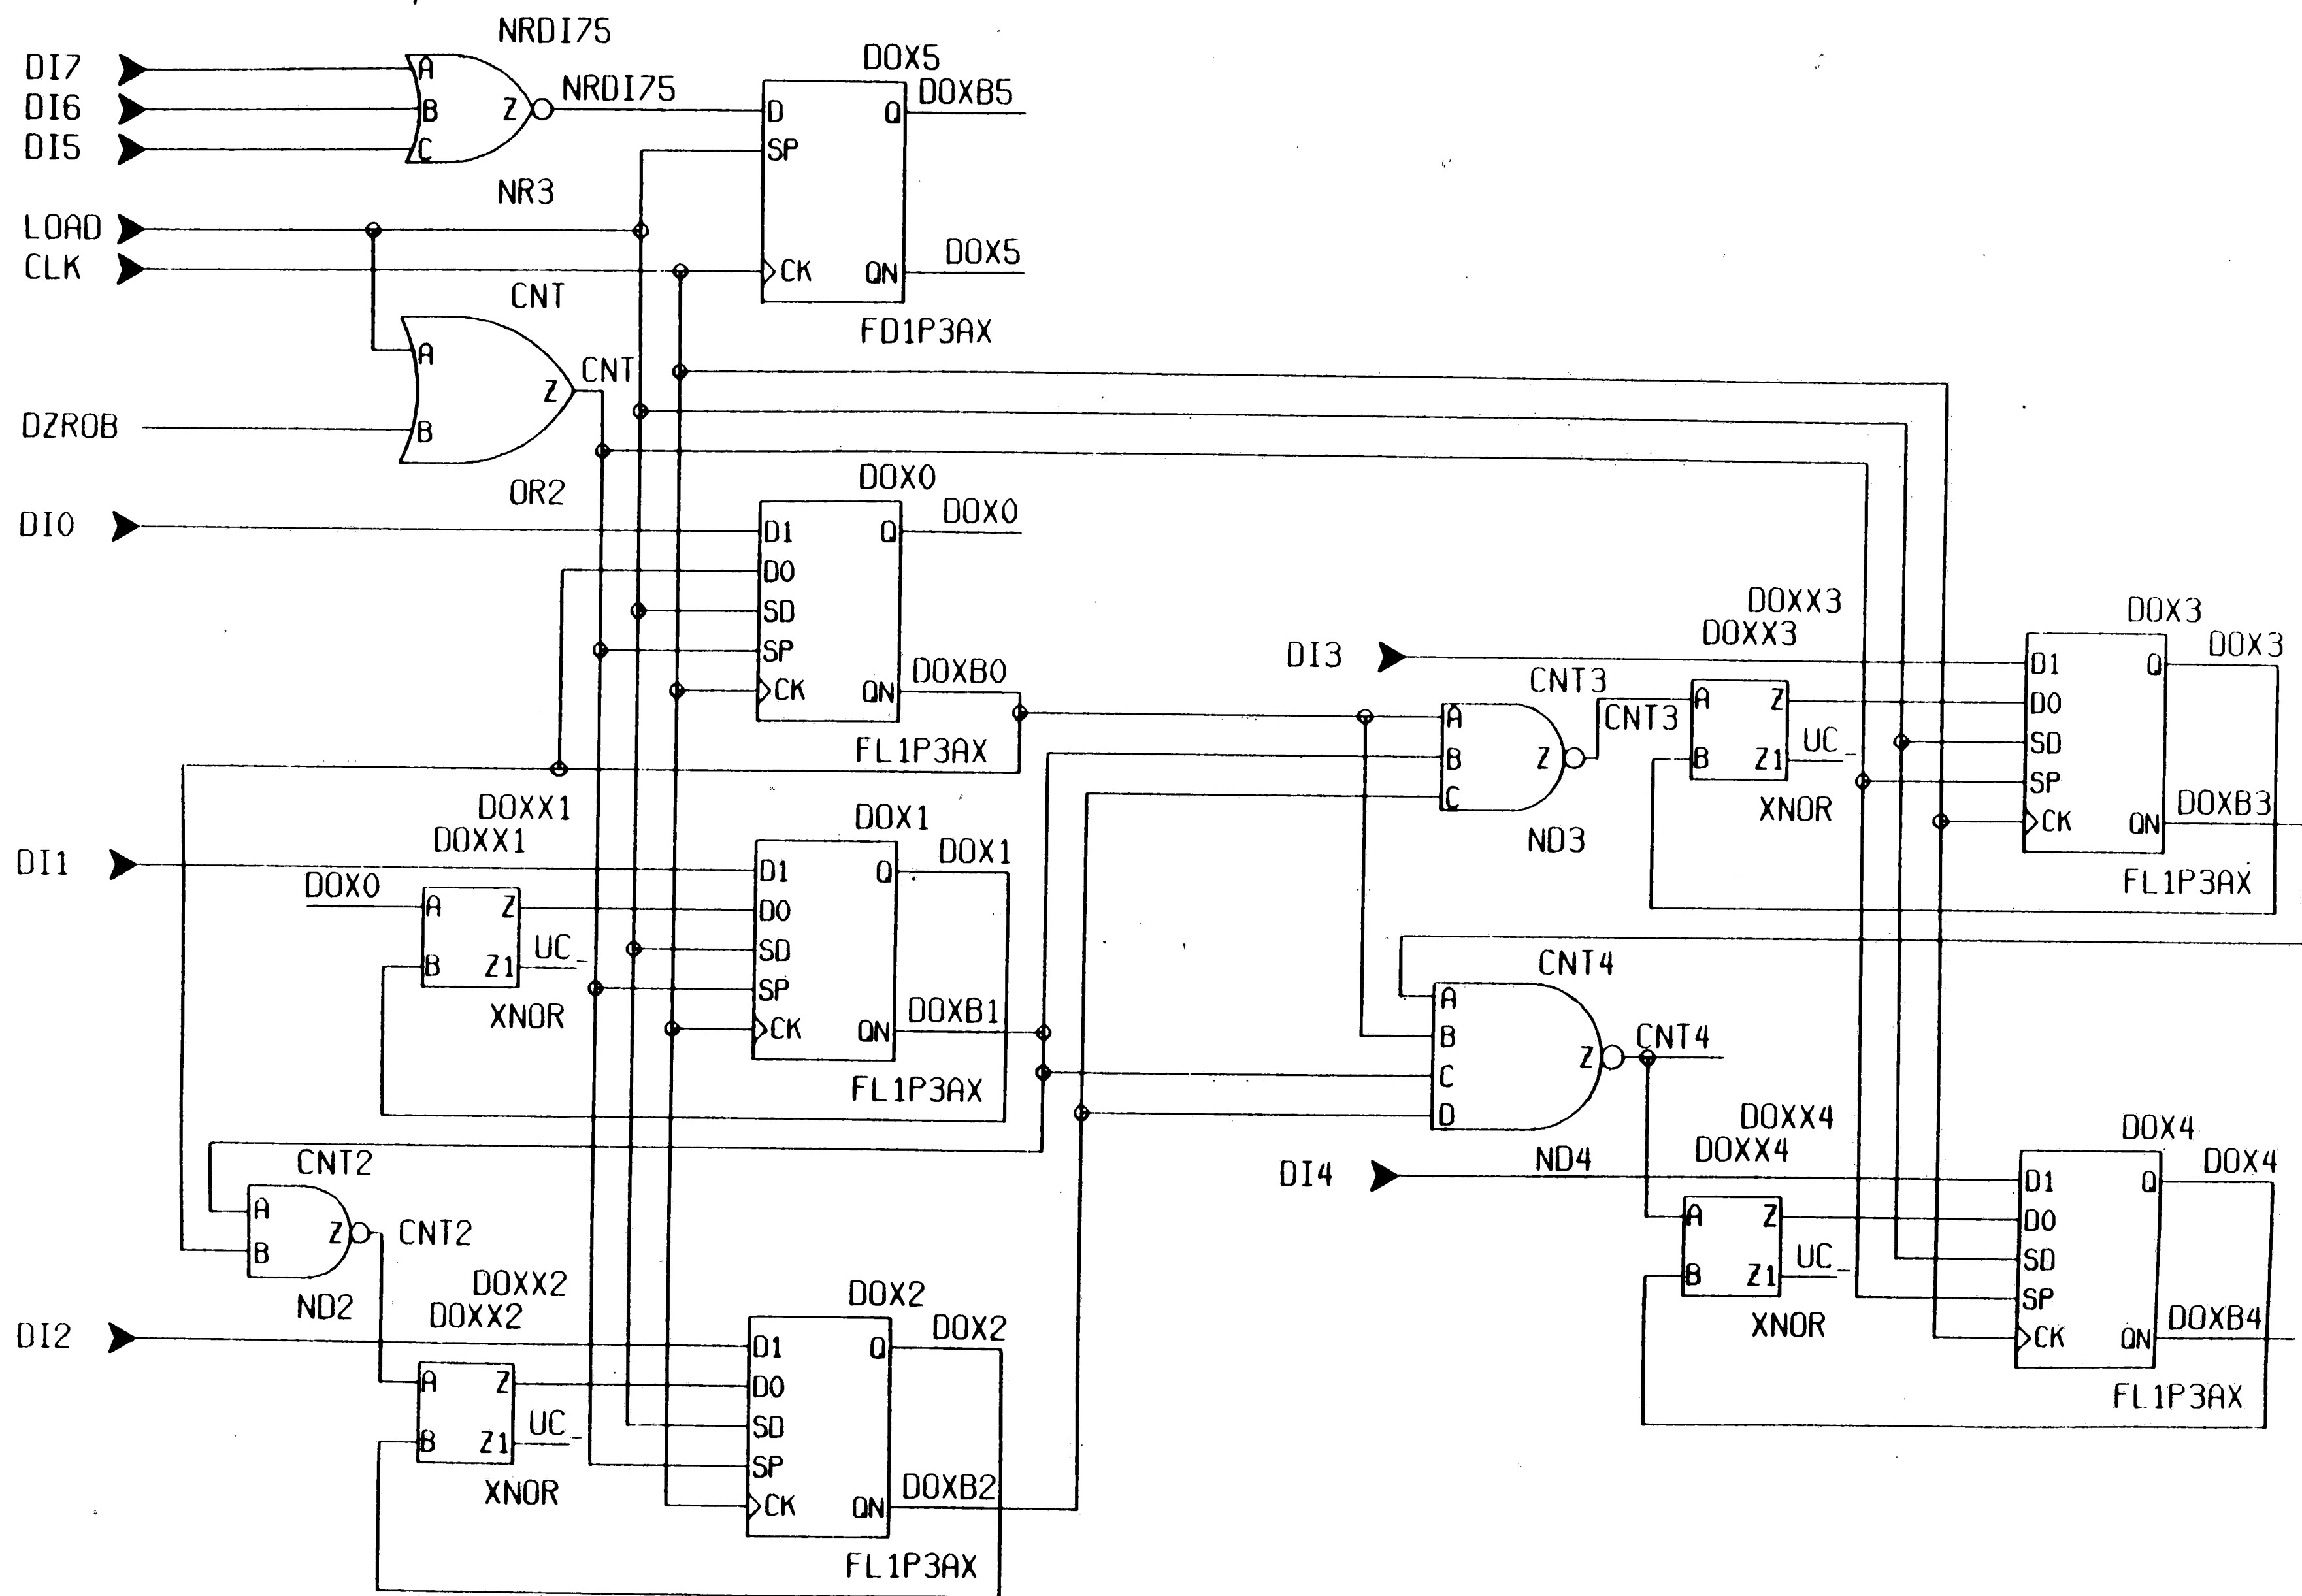 NRDI75
DI7 A
DI6 B Z NRDI75
DI5 C
NR3
DOX5
D Q DOXB5
SP
CK QN DOX5
FD1P3AX
LOAD
CLK
CNT
A
Z CNT
DZROB B
OR2
DOX0
DI0 D1 Q DOX0
D0
SD
SP
CK QN DOXB0
FL1P3AX
DOXX1
DOXX1
DOX1
DI1 D1 Q DOX1
DOX0 A Z D0
SD
B Z1 UC_
SP
XNOR
CK QN DOXB1
FL1P3AX
CNT2
A
Z CNT2
B
ND2
DOXX2
DOXX2
DOX2
DI2 D1 Q DOX2
A Z D0
SD
B Z1 UC_
SP
XNOR
CK QN DOXB2
FL1P3AX
DOXX3
DOXX3
DOX3
DI3 D1 Q DOX3
CNT3
A
B Z CNT3
C
ND3
A Z D0
B Z1 UC_ SD
XNOR
SP
CK QN DOXB3
FL1P3AX
CNT4
A
B
Z CNT4
C
D
ND4
DOXX4
DOXX4
DOX4
DI4 D1 Q DOX4
A Z D0
SD
B Z1 UC_
SP
XNOR
CK QN DOXB4
FL1P3AX